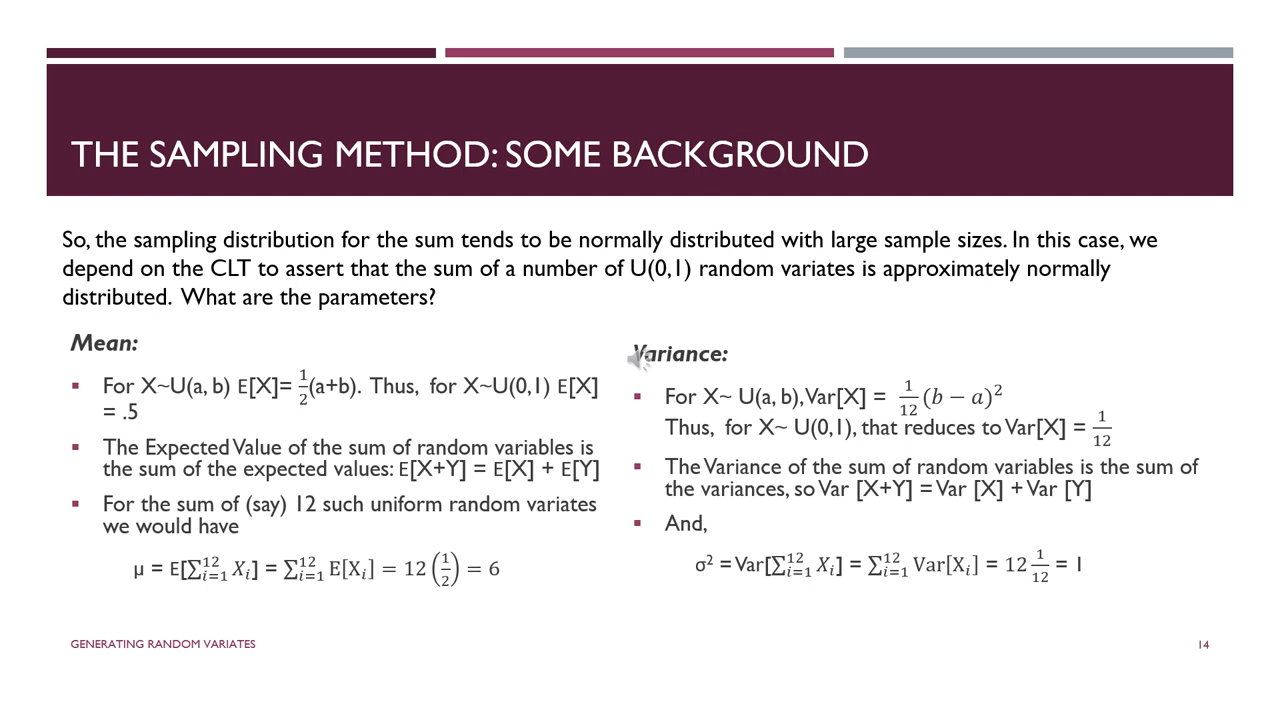 THE SAMPLING METHOD: SOME BACKGROUND
So, the sampling distribution for the sum tends to be normally distributed with large sample sizes. In this case, we
depend on the CLT to assert that the sum of a number of U(0,1) random variates is approximately normally
distributed. What are the parameters?
Mean:
▪ For X~U(a, b) E[X]= 1/2(a+b). Thus, for X~U(0,1) E[X]
= .5
▪ The Expected Value of the sum of random variables is
the sum of the expected values: E[X+Y] = E[X] + E[Y]
▪ For the sum of (say) 12 such uniform random variates
we would have
μ = E[∑_{i=1}^{12} X_i] = ∑_{i=1}^{12} E[X_i] = 12 (1/2) = 6
Variance:
▪ For X~ U(a, b), Var[X] = 1/12 (b − a)²
Thus, for X~ U(0,1), that reduces to Var[X] = 1/12
▪ The Variance of the sum of random variables is the sum of
the variances, so Var [X+Y] = Var [X] + Var [Y]
▪ And,
σ² = Var[∑_{i=1}^{12} X_i] = ∑_{i=1}^{12} Var[X_i] = 12 1/12 = 1
GENERATING RANDOM VARIATES
14